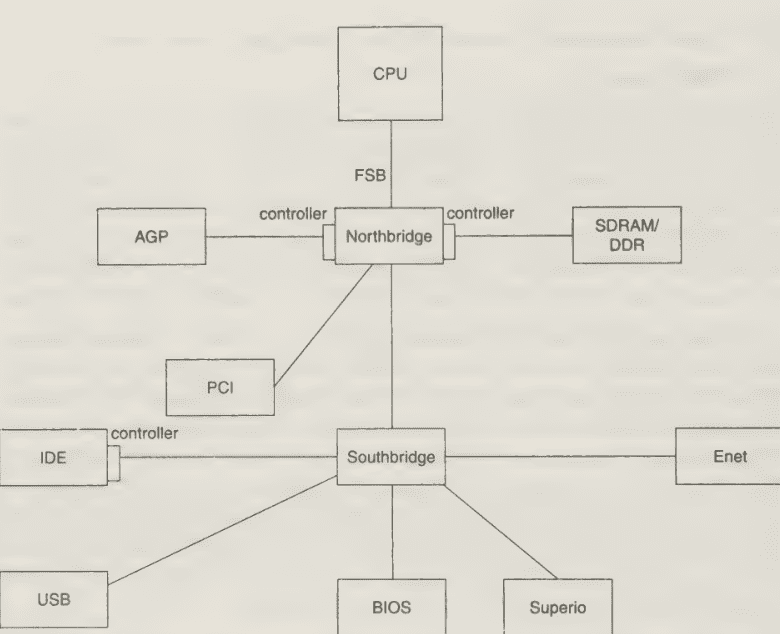 CPU
FSB
controller
controller
AGP
Northbridge
SDRAM/
DDR
PCI
controller
IDE
Southbridge
Enet
USB
BIOS
Superio